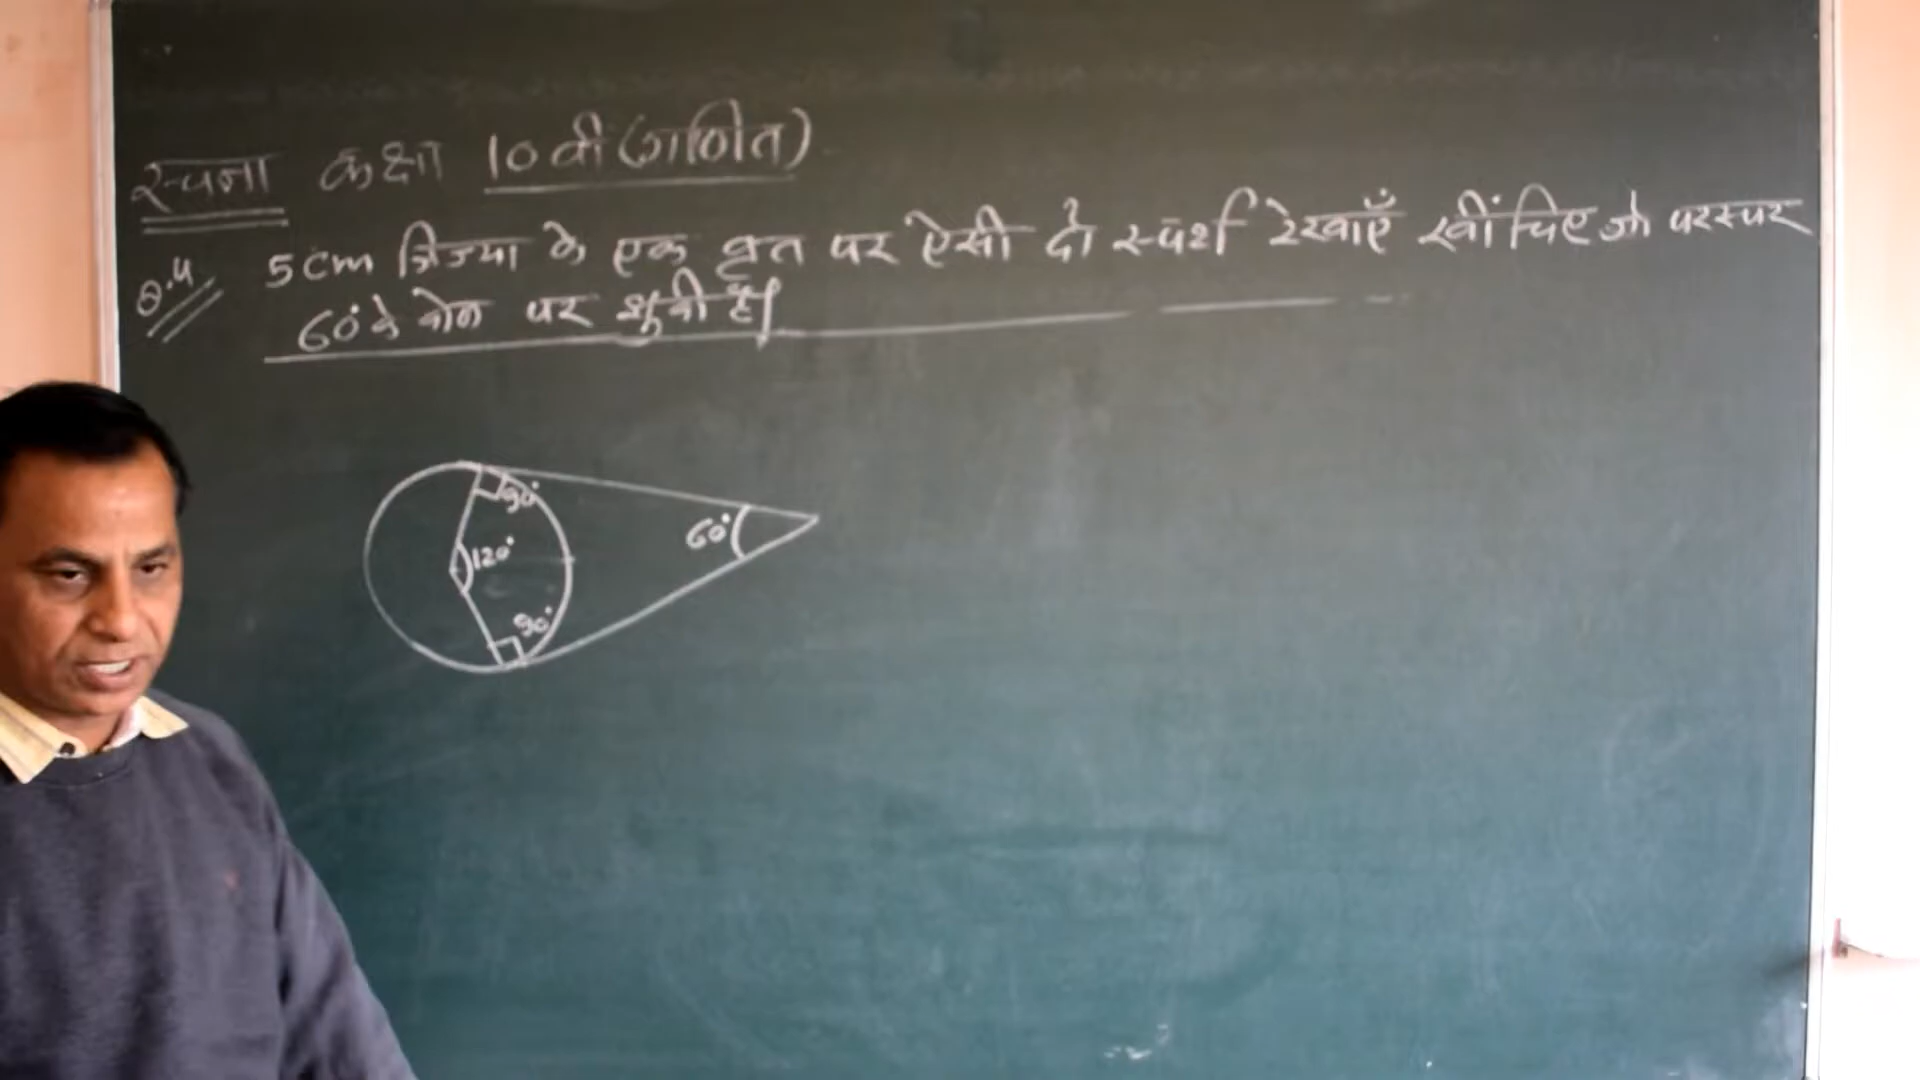 रचना कक्षा 10 वी (गणित)
Q.4 5cm त्रिज्या के एक वृत पर ऐसी दो स्पर्श रेखाएँ खींचिए जो परस्पर
60° के कोण पर झुकी हैं।
90°
60°
120°
90°